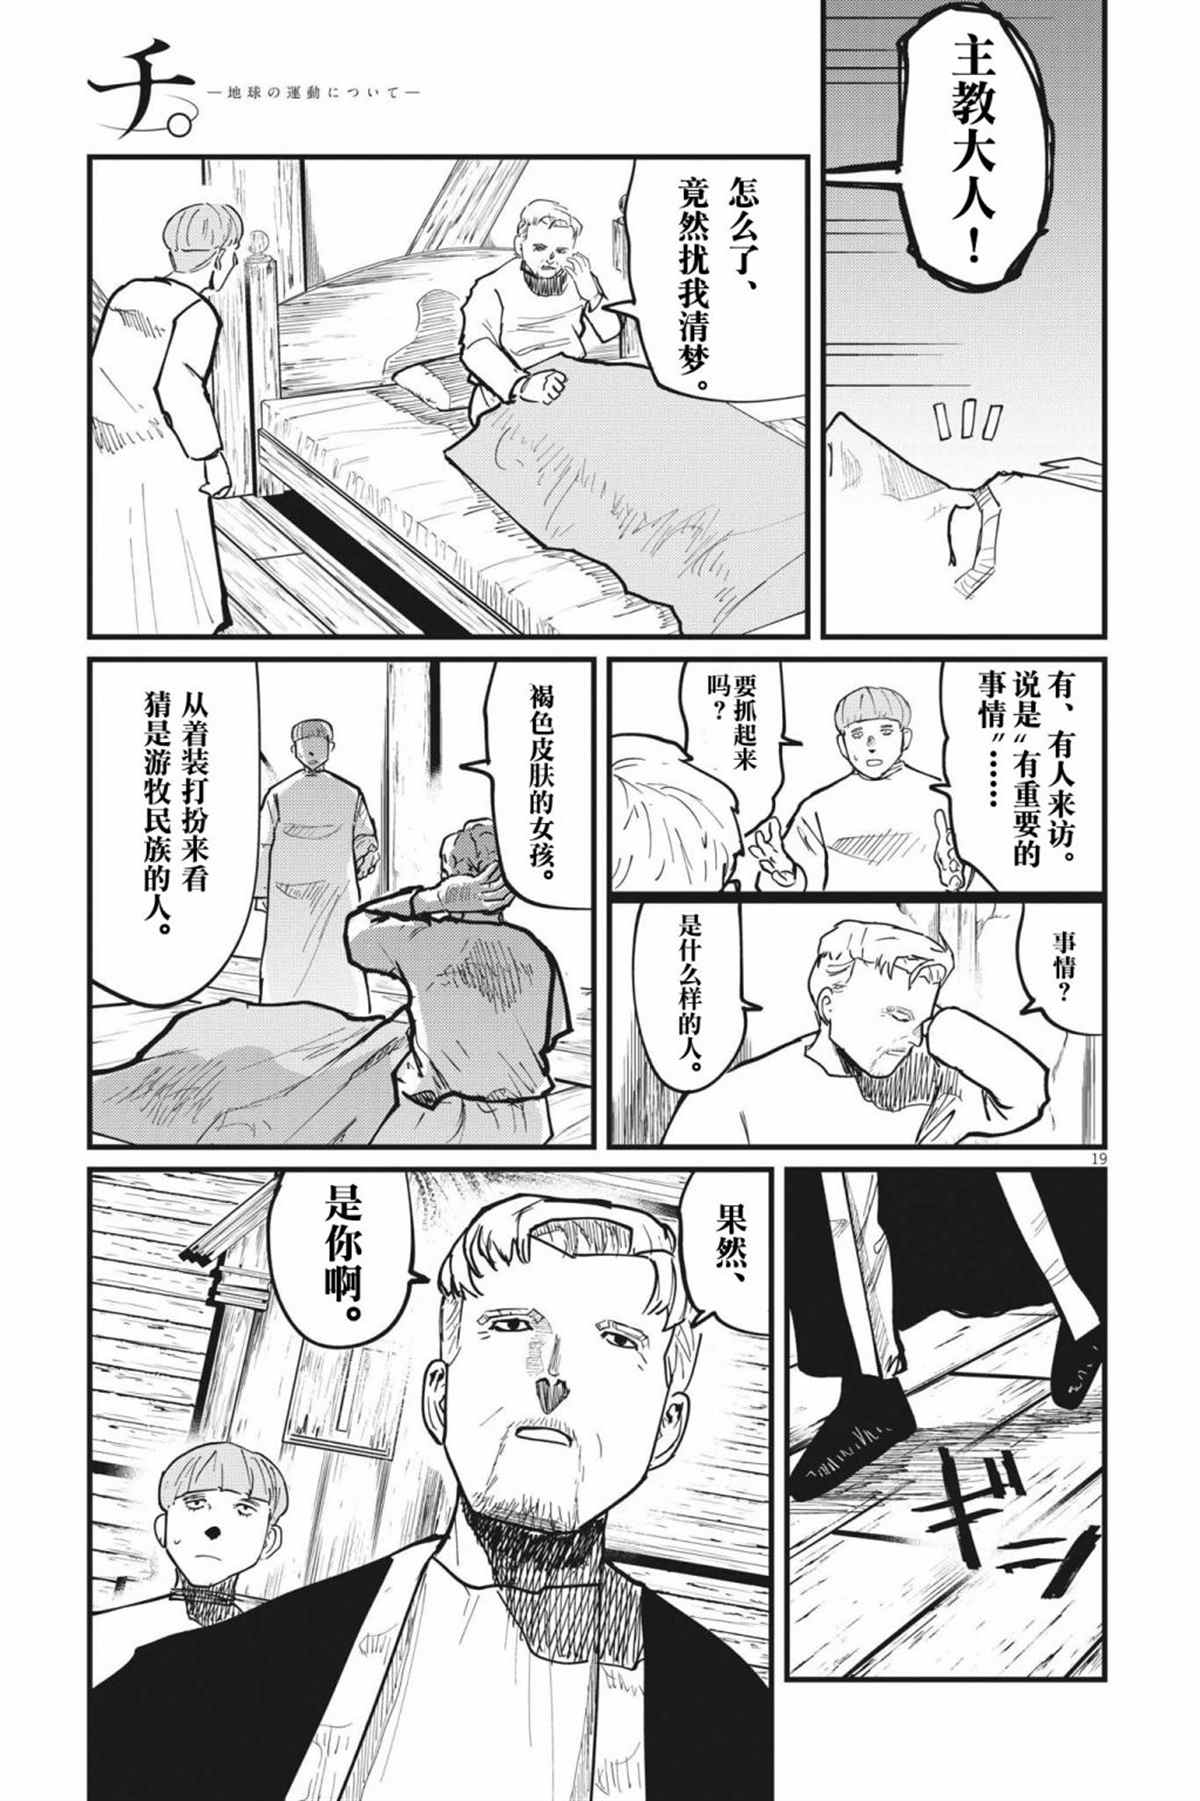 チ。
—地球の運動について—
主教大人！
怎么了、
竟然扰我清梦。
有、有人来访。
说是“有重要的
事情”……
要抓起来
吗？
事情？
是什么样的人。
褐色皮肤的女孩。
从着装打扮来看
猜是游牧民族的人。
19
ギシ
果然、
是你啊。